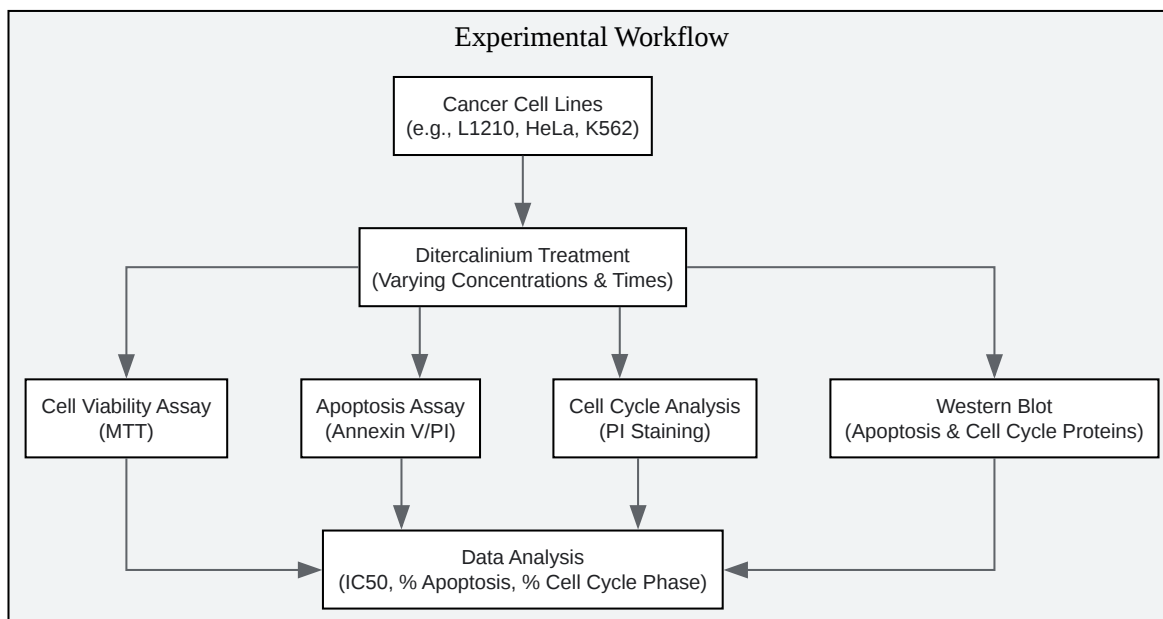 Experimental Workflow
Cancer Cell Lines
(e.g., L1210, HeLa, K562)
Ditercalinium Treatment
(Varying Concentrations & Times)
Cell Viability Assay
(MTT)
Apoptosis Assay
(Annexin V/PI)
Cell Cycle Analysis
(PI Staining)
Western Blot
(Apoptosis & Cell Cycle Proteins)
Data Analysis
(IC50, % Apoptosis, % Cell Cycle Phase)